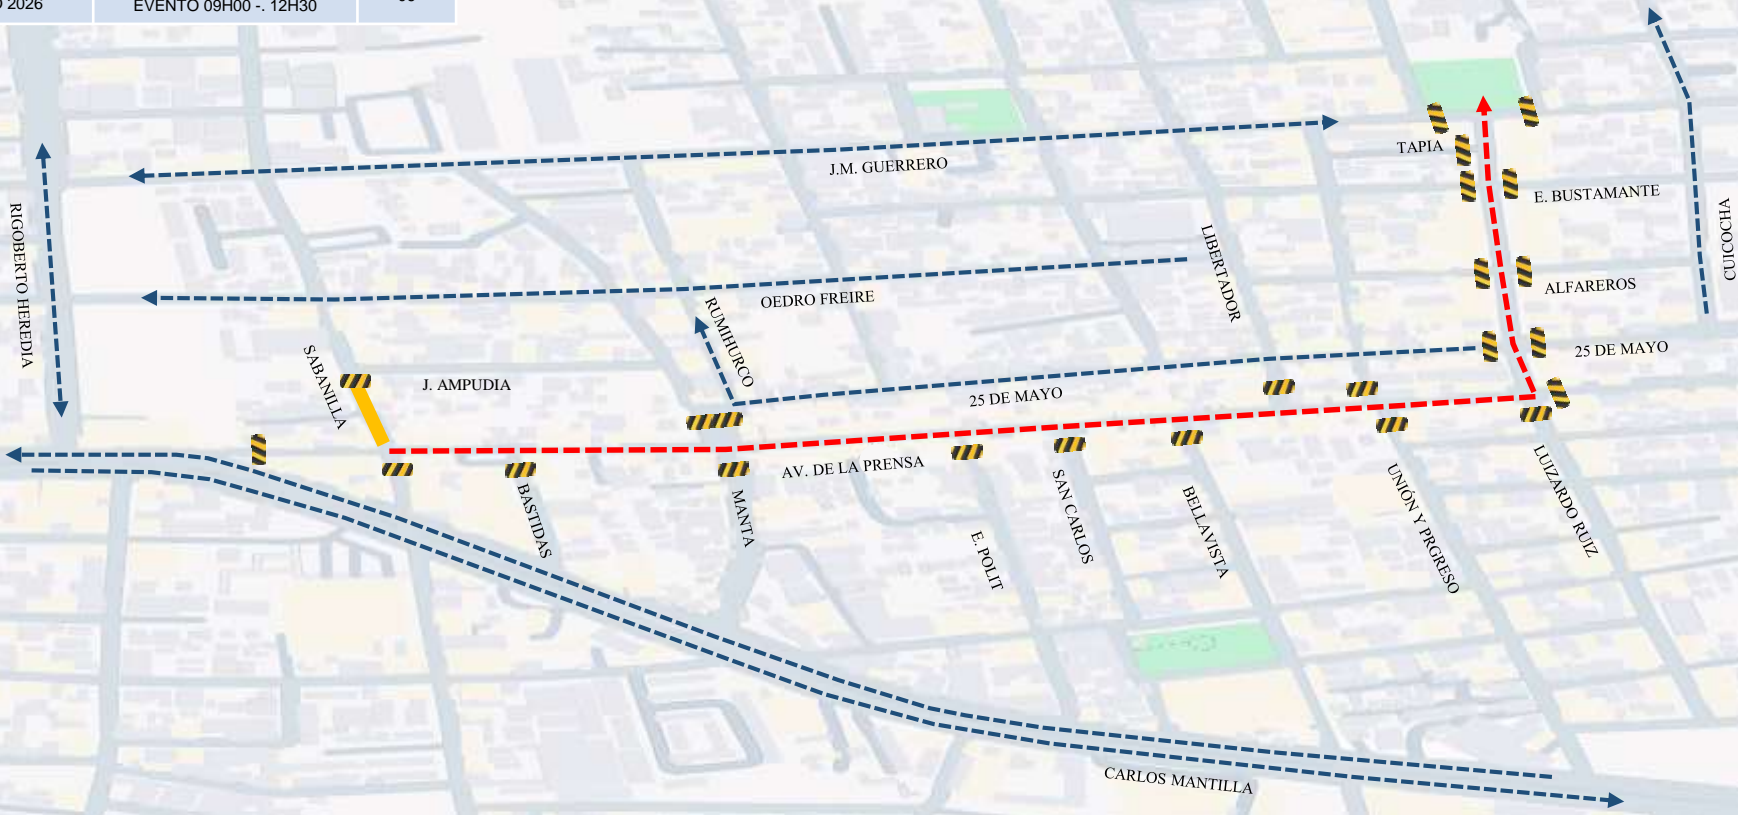 2026
EVENTO 09H00 -. 12H30
J.M. GUERRERO
TAPIA
E. BUSTAMANTE
CUICOCHA
RIGOBERTO HEREDIA
LIBERTADOR
ALFAREROS
OEDRO FREIRE
RUMIHURCO
25 DE MAYO
SABANILLA
J. AMPUDIA
25 DE MAYO
AV. DE LA PRENSA
BASTIDAS
MANTA
E. POLIT
SAN CARLOS
BELLAVISTA
UNIÓN Y PRGRESO
LUIZARDO RUIZ
CARLOS MANTILLA